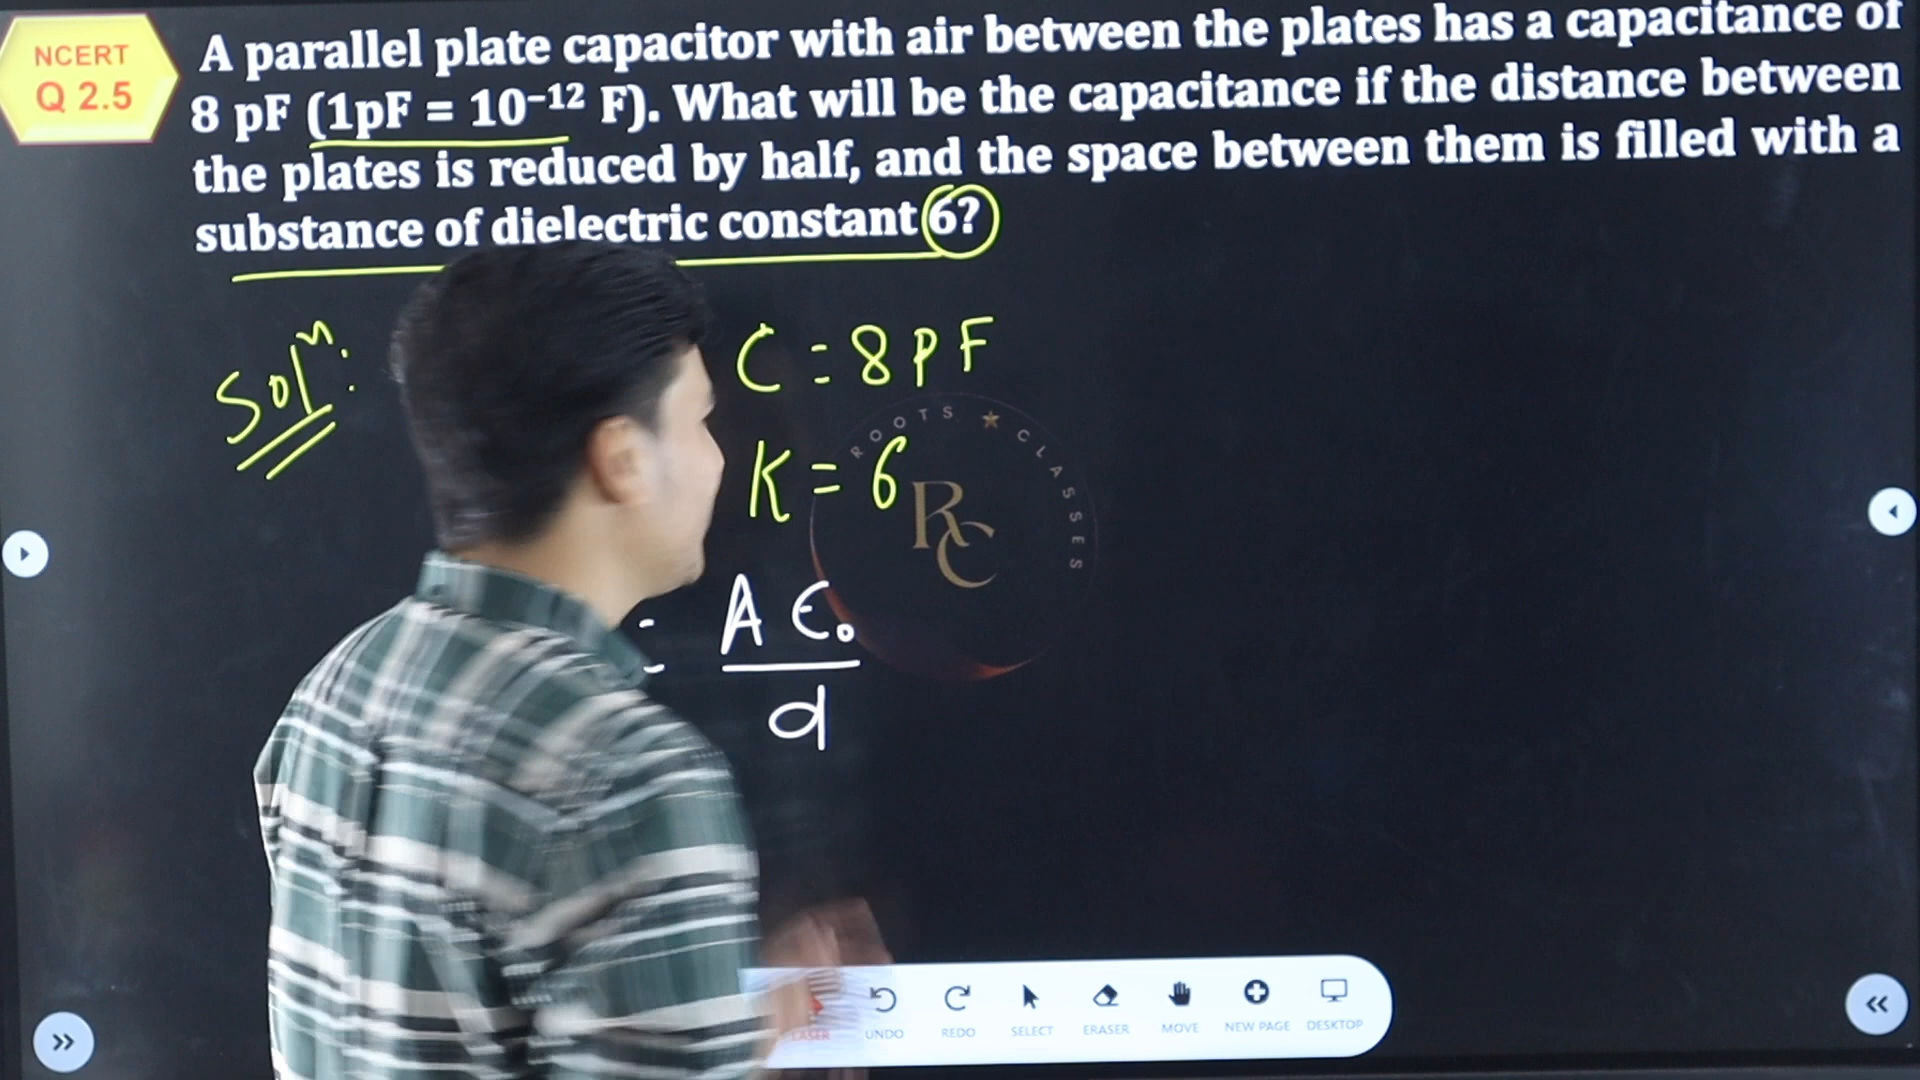 NCERT
Q 2.5
A parallel plate capacitor with air between the plates has a capacitance of
8 pF (1pF = 10⁻¹² F). What will be the capacitance if the distance between
the plates is reduced by half, and the space between them is filled with a
substance of dielectric constant 6?
Solⁿ:
C = 8 PF
K = 6
ROOTS ★ CLASSES
RC
= A ε₀
d
LASER UNDO REDO SELECT ERASER MOVE NEW PAGE DESKTOP